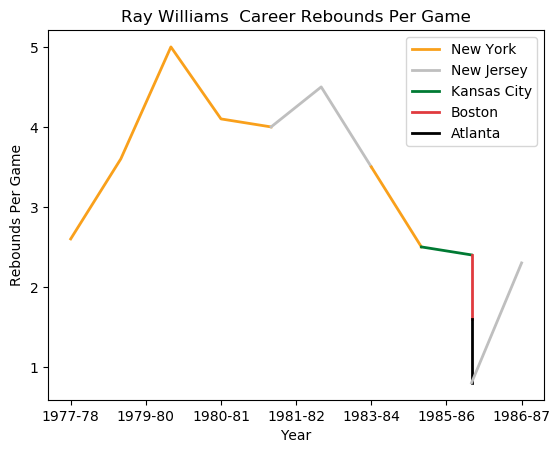 Ray Williams  Career Rebounds Per Game
5
4
3
2
1
Rebounds Per Game
New York
New Jersey
Kansas City
Boston
Atlanta
1977-78 1979-80 1980-81 1981-82 1983-84 1985-86 1986-87
Year